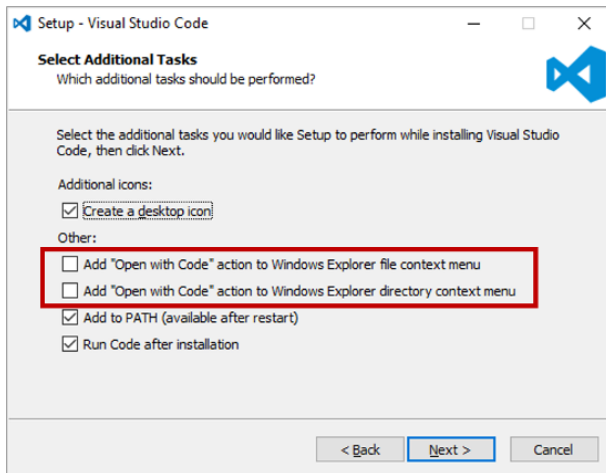 Setup - Visual Studio Code
Select Additional Tasks
Which additional tasks should be performed?
Select the additional tasks you would like Setup to perform while installing Visual Studio
Code, then click Next.
Additional icons:
Create a desktop icon
Other:
Add "Open with Code" action to Windows Explorer file context menu
Add "Open with Code" action to Windows Explorer directory context menu
Add to PATH (available after restart)
Run Code after installation
< Back Next > Cancel